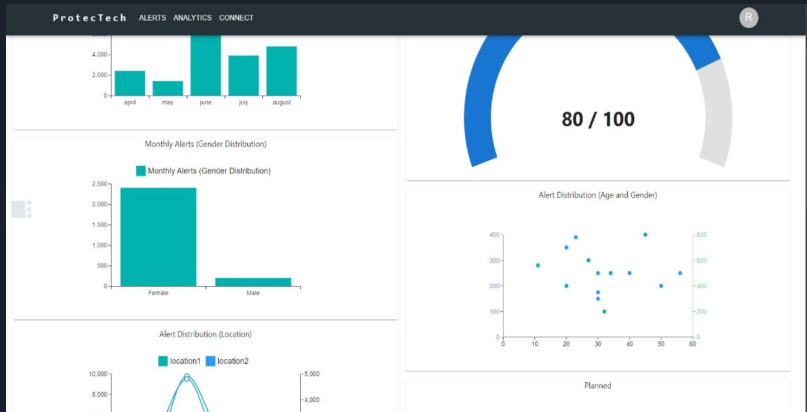 ProtecTech ALERTS ANALYTICS CONNECT R
4.000
2.000
0
april may june july august
80 / 100
Monthly Alerts (Gender Distribution)
Monthly Alerts (Gender Distribution)
2.500
2.000
1.500
1.000
500
0
Female Male
Alert Distribution (Age and Gender)
400 800
300 600
200 400
100 200
0 0
0 10 20 30 40 50 60
Alert Distribution (Location)
location1 location2
10.000 5,000
8.000 4,000
Planned